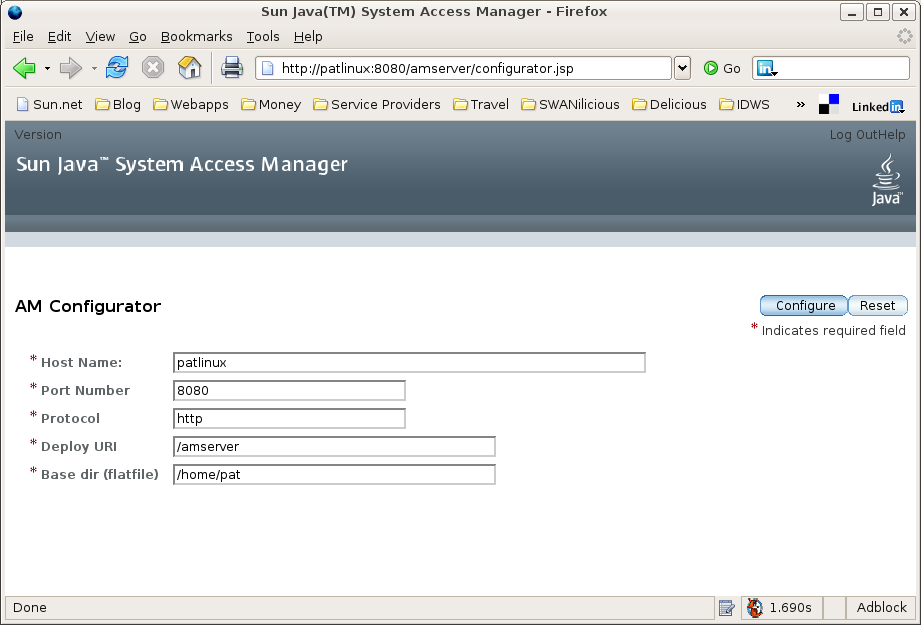 Sun Java(TM) System Access Manager - Firefox
File Edit View Go Bookmarks Tools Help
http://patlinux:8080/amserver/configurator.jsp Go in
Sun.net Blog Webapps Money Service Providers Travel SWANilicious Delicious IDWS » Linked in
Version Log OutHelp
Sun Java™ System Access Manager
Java™
AM Configurator Configure Reset
* Indicates required field
* Host Name: patlinux
* Port Number 8080
* Protocol http
* Deploy URI /amserver
* Base dir (flatfile) /home/pat
Done 1.690s Adblock